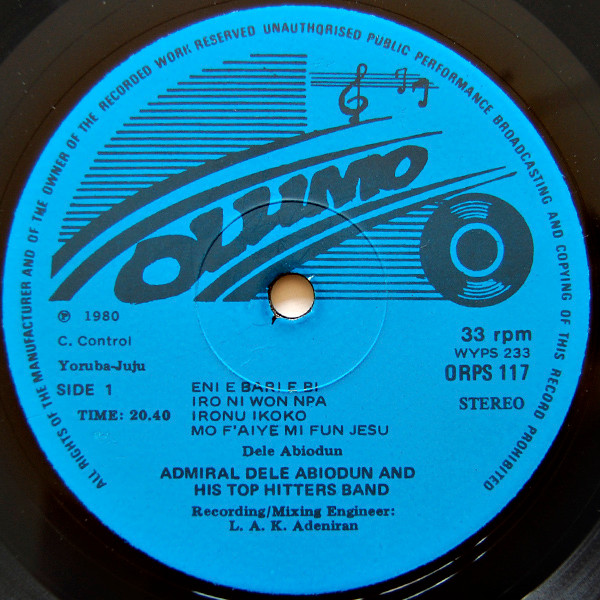 ALL RIGHTS OF THE MANUFACTURER AND OF THE OWNER OF THE RECORDED WORK RESERVED UNAUTHORISED PUBLIC PERFORMANCE BROADCASTING AND COPYING OF THIS RECORD PROHIBITED
OLUMO
℗ 1980
C. Control
Yoruba-Juju
SIDE 1
TIME: 20.40
33 rpm
WYPS 233
ORPS 117
STEREO
ENI E BARI E BI
IRO NI WON NPA
IRONU IKOKO
MO F'AIYE MI FUN JESU
Dele Abiodun
ADMIRAL DELE ABIODUN AND
HIS TOP HITTERS BAND
Recording/Mixing Engineer:
L. A. K. Adeniran